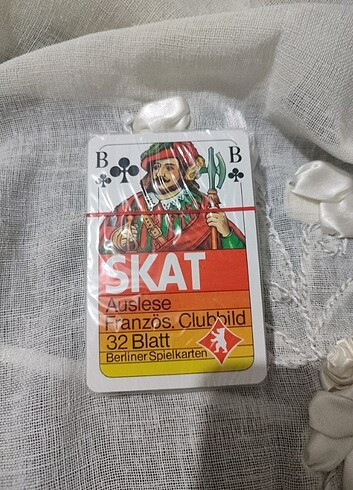 B B
SKAT
Auslese
Französ. Clubbild
32 Blatt
Berliner Spielkarten